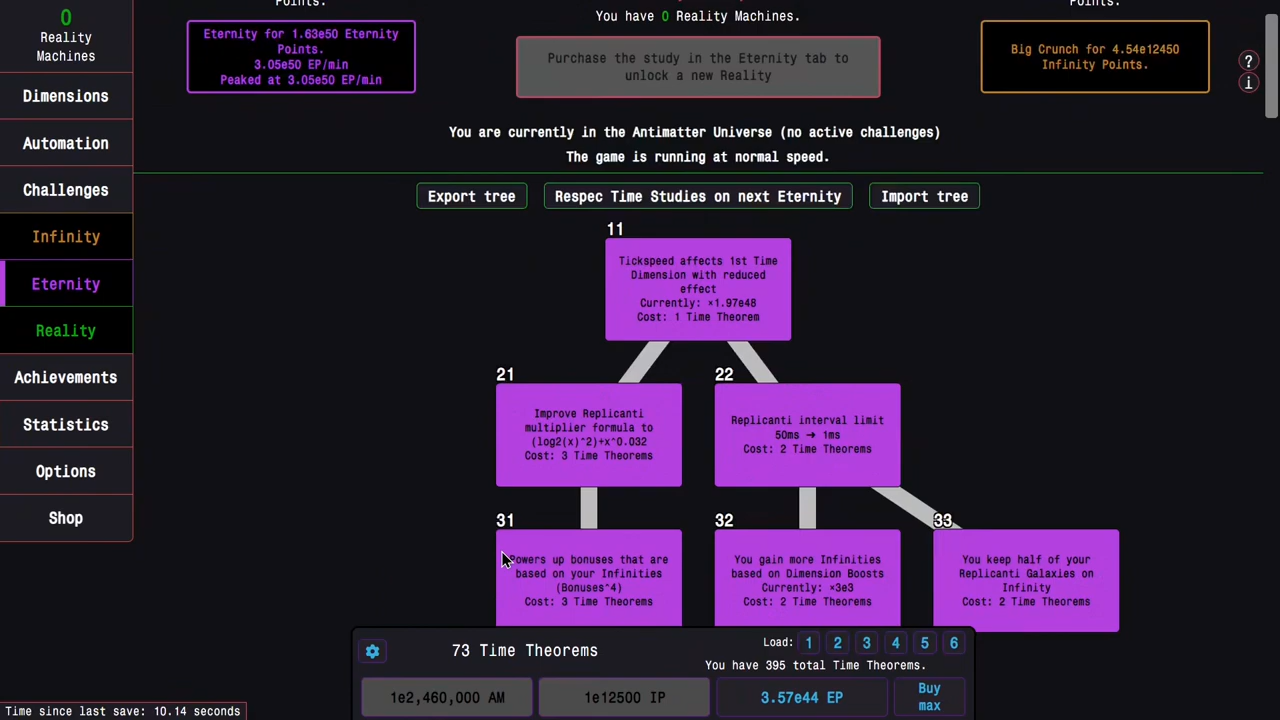 0
Reality
Machines
Dimensions
Automation
Challenges
Infinity
Eternity
Reality
Achievements
Statistics
Options
Shop
Points.
Eternity for 1.63e50 Eternity
Points.
3.05e50 EP/min
Peaked at 3.05e50 EP/min
You have 0 Reality Machines.
Purchase the study in the Eternity tab to
unlock a new Reality
Points.
Big Crunch for 4.54e12450
Infinity Points.
?
i
You are currently in the Antimatter Universe (no active challenges)
The game is running at normal speed.
Export tree
Respec Time Studies on next Eternity
Import tree
11
Tickspeed affects 1st Time
Dimension with reduced
effect
Currently: ×1.97e48
Cost: 1 Time Theorem
21
Improve Replicanti
multiplier formula to
(log2(x)^2)+x^0.032
Cost: 3 Time Theorems
22
Replicanti interval limit
50ms → 1ms
Cost: 2 Time Theorems
31
Powers up bonuses that are
based on your Infinities
(Bonuses^4)
Cost: 3 Time Theorems
32
You gain more Infinities
based on Dimension Boosts
Currently: ×3e3
Cost: 2 Time Theorems
33
You keep half of your
Replicanti Galaxies on
Infinity
Cost: 2 Time Theorems
73 Time Theorems
Load: 1 2 3 4 5 6
You have 395 total Time Theorems.
1e2,460,000 AM
1e12500 IP
3.57e44 EP
Buy
max
Time since last save: 10.14 seconds